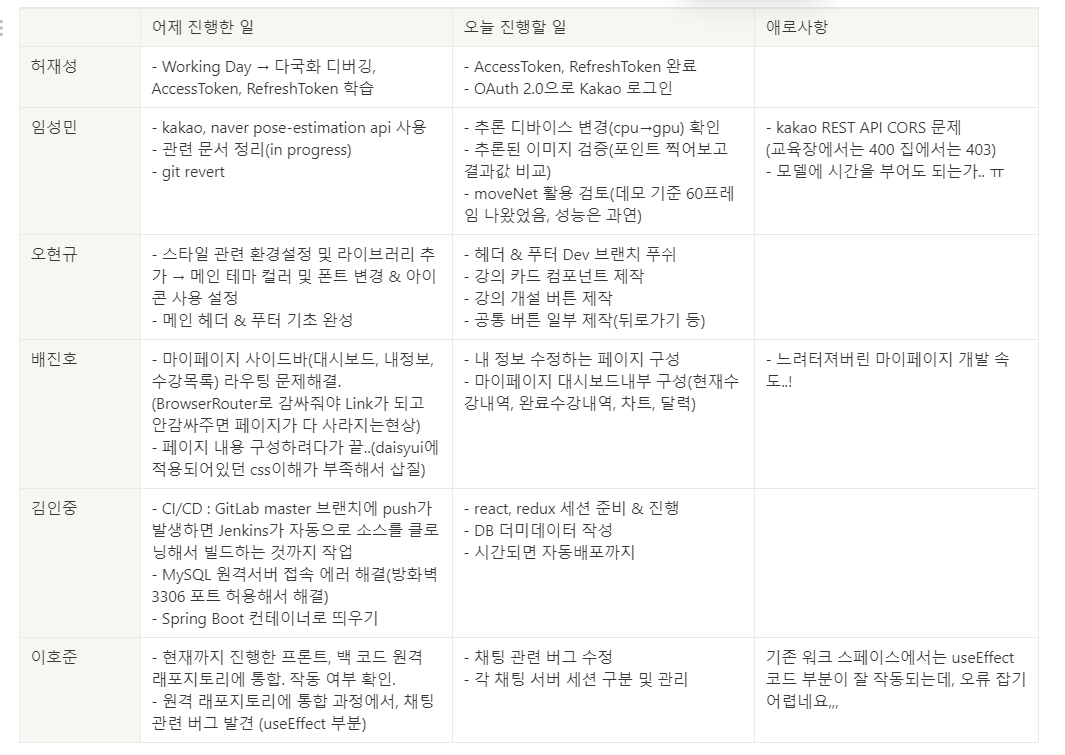 어제 진행한 일
오늘 진행할 일
애로사항
허재성
- Working Day → 다국화 디버깅,
AccessToken, RefreshToken 학습
- AccessToken, RefreshToken 완료
- OAuth 2.0으로 Kakao 로그인
임성민
- kakao, naver pose-estimation api 사용
- 관련 문서 정리(in progress)
- git revert
- 추론 디바이스 변경(cpu→gpu) 확인
- 추론된 이미지 검증(포인트 찍어보고
결과값 비교)
- moveNet 활용 검토(데모 기준 60프레
임 나왔었음, 성능은 과연)
- kakao REST API CORS 문제
(교육장에서는 400 집에서는 403)
- 모델에 시간을 부어도 되는가.. ㅠ
오현규
- 스타일 관련 환경설정 및 라이브러리 추
가 → 메인 테마 컬러 및 폰트 변경 & 아이
콘 사용 설정
- 메인 헤더 & 푸터 기초 완성
- 헤더 & 푸터 Dev 브랜치 푸쉬
- 강의 카드 컴포넌트 제작
- 강의 개설 버튼 제작
- 공통 버튼 일부 제작(뒤로가기 등)
배진호
- 마이페이지 사이드바(대시보드, 내정보,
수강목록) 라우팅 문제해결.
(BrowserRouter로 감싸줘야 Link가 되고
안감싸주면 페이지가 다 사라지는현상)
- 페이지 내용 구성하려다가 끝..(daisyui에
적용되어있던 css이해가 부족해서 삽질)
- 내 정보 수정하는 페이지 구성
- 마이페이지 대시보드내부 구성(현재수
강내역, 완료수강내역, 차트, 달력)
- 느려터져버린 마이페이지 개발 속
도..!
김인중
- CI/CD : GitLab master 브랜치에 push가
발생하면 Jenkins가 자동으로 소스를 클로
닝해서 빌드하는 것까지 작업
- MySQL 원격서버 접속 에러 해결(방화벽
3306 포트 허용해서 해결)
- Spring Boot 컨테이너로 띄우기
- react, redux 세션 준비 & 진행
- DB 더미데이터 작성
- 시간되면 자동배포까지
이호준
- 현재까지 진행한 프론트, 백 코드 원격
래포지토리에 통합. 작동 여부 확인.
- 원격 래포지토리에 통합 과정에서, 채팅
관련 버그 발견 (useEffect 부분)
- 채팅 관련 버그 수정
- 각 채팅 서버 세션 구분 및 관리
기존 워크 스페이스에서는 useEffect
코드 부분이 잘 작동되는데, 오류 잡기
어렵네요,,,